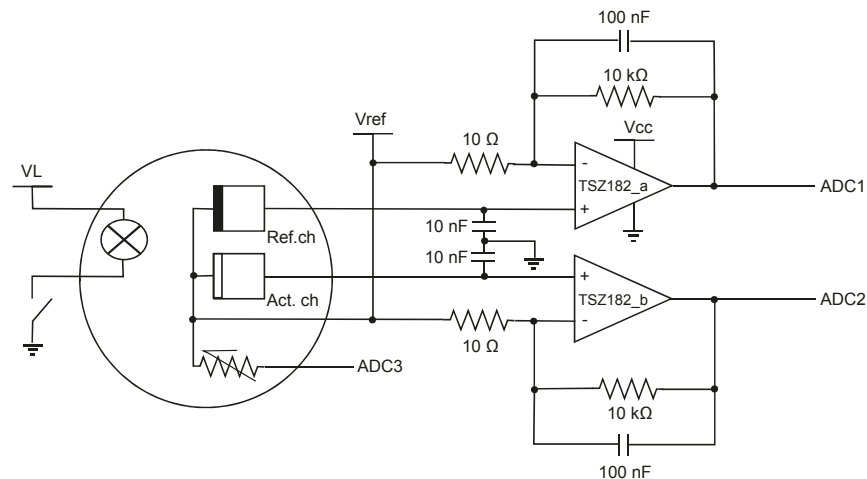 100 nF
10 kΩ
Vref
10 Ω
Vcc
VL
-
TSZ182_a
ADC1
+
Ref.ch
10 nF
10 nF
Act. ch
+
TSZ182_b
ADC2
-
10 Ω
ADC3
10 kΩ
100 nF